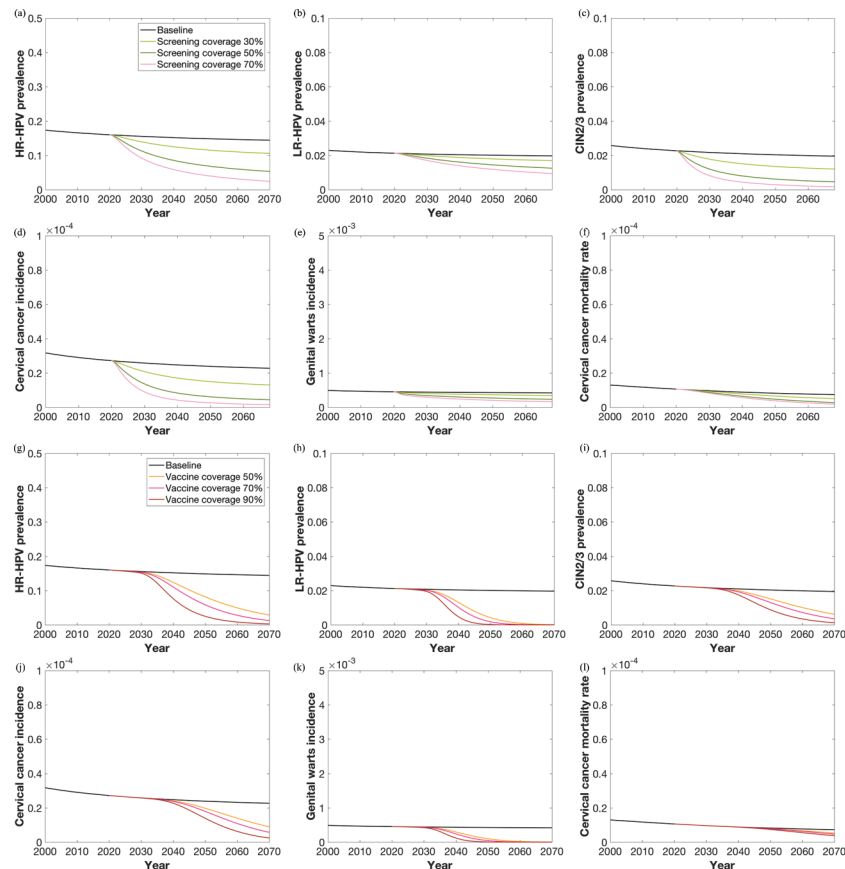 (a)
0.5
0.4
0.3
0.2
0.1
0
HR-HPV prevalence
Baseline
Screening coverage 30%
Screening coverage 50%
Screening coverage 70%
2000 2010 2020 2030 2040 2050 2060 2070
Year
(b)
0.1
0.08
0.06
0.04
0.02
0
LR-HPV prevalence
2000 2010 2020 2030 2040 2050 2060
Year
(c)
0.1
0.08
0.06
0.04
0.02
0
CIN2/3 prevalence
2000 2010 2020 2030 2040 2050 2060
Year
(d)
×10⁻⁴
1
0.8
0.6
0.4
0.2
0
Cervical cancer incidence
2000 2010 2020 2030 2040 2050 2060
Year
(e)
×10⁻³
5
4
3
2
1
0
Genital warts incidence
2000 2010 2020 2030 2040 2050 2060
Year
(f)
×10⁻⁴
1
0.8
0.6
0.4
0.2
0
Cervical cancer mortality rate
2000 2010 2020 2030 2040 2050 2060
Year
(g)
0.5
0.4
0.3
0.2
0.1
0
HR-HPV prevalence
Baseline
Vaccine coverage 50%
Vaccine coverage 70%
Vaccine coverage 90%
2000 2010 2020 2030 2040 2050 2060 2070
Year
(h)
0.1
0.08
0.06
0.04
0.02
0
LR-HPV prevalence
2000 2010 2020 2030 2040 2050 2060 2070
Year
(i)
0.1
0.08
0.06
0.04
0.02
0
CIN2/3 prevalence
2000 2010 2020 2030 2040 2050 2060 2070
Year
(j)
×10⁻⁴
1
0.8
0.6
0.4
0.2
0
Cervical cancer incidence
2000 2010 2020 2030 2040 2050 2060 2070
Year
(k)
×10⁻³
5
4
3
2
1
0
Genital warts incidence
2000 2010 2020 2030 2040 2050 2060 2070
Year
(l)
×10⁻⁴
1
0.8
0.6
0.4
0.2
0
Cervical cancer mortality rate
2000 2010 2020 2030 2040 2050 2060 2070
Year